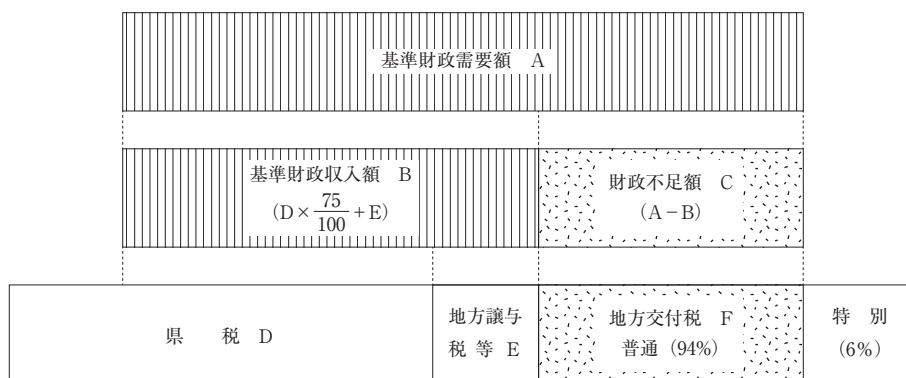 基準財政需要額 A
基準財政収入額 B
(D×75/100+E)
財政不足額 C
(A−B)
県 税 D
地方譲与
税 等 E
地方交付税 F
普通 (94%)
特 別
(6%)